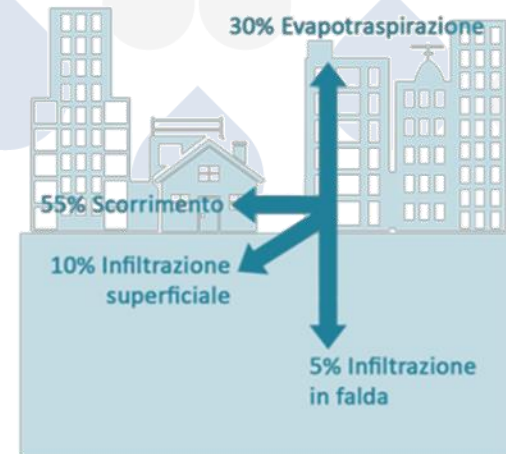 30% Evapotraspirazione
55% Scorrimento
10% Infiltrazione
superficiale
5% Infiltrazione
in falda